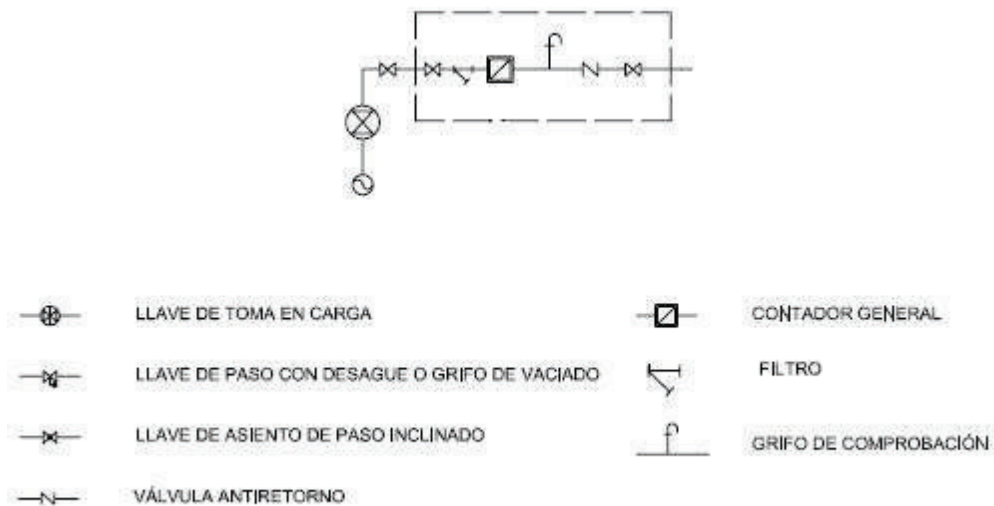 LLAVE DE TOMA EN CARGA
LLAVE DE PASO CON DESAGUE O GRIFO DE VACIADO
LLAVE DE ASIENTO DE PASO INCLINADO
VÁLVULA ANTIRETORNO
CONTADOR GENERAL
FILTRO
GRIFO DE COMPROBACIÓN